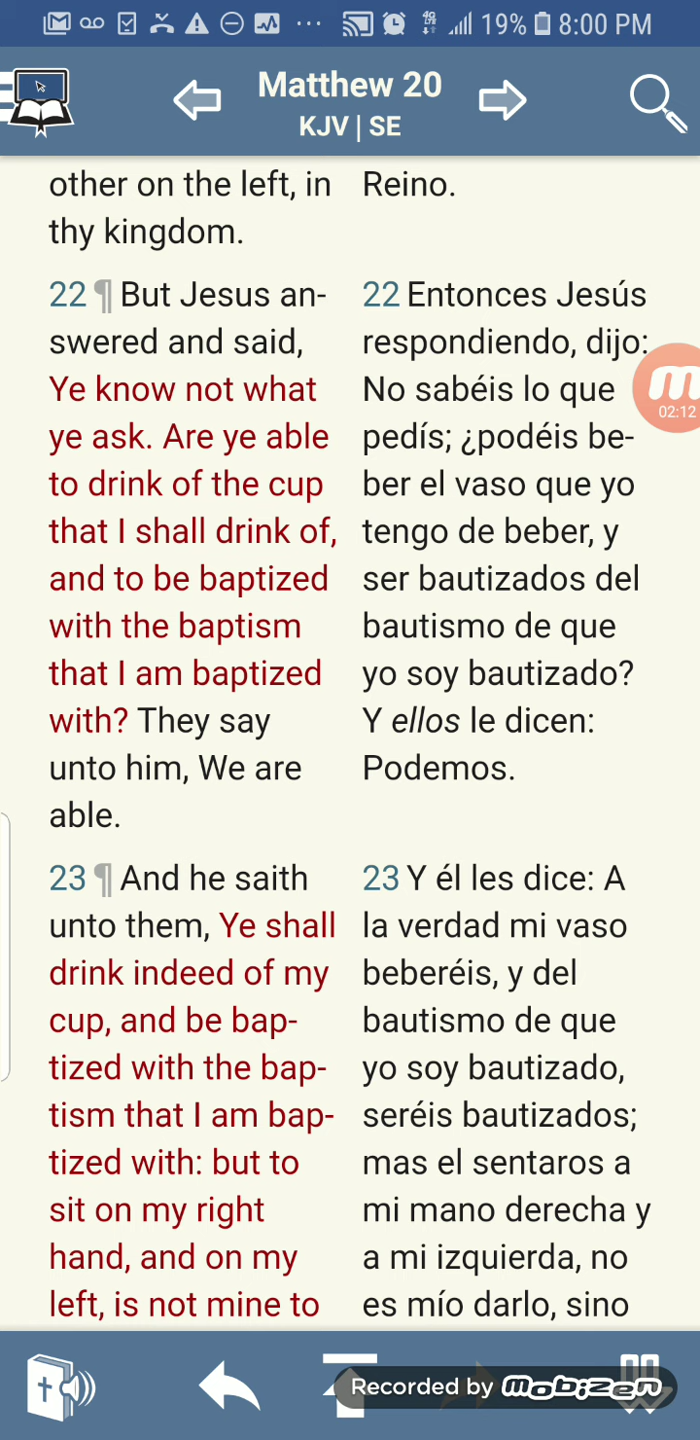 19% 8:00 PM
Matthew 20
KJV | SE
other on the left, in
thy kingdom.
22 ¶ But Jesus an-
swered and said,
Ye know not what
ye ask. Are ye able
to drink of the cup
that I shall drink of,
and to be baptized
with the baptism
that I am baptized
with? They say
unto him, We are
able.
23 ¶ And he saith
unto them, Ye shall
drink indeed of my
cup, and be bap-
tized with the bap-
tism that I am bap-
tized with: but to
sit on my right
hand, and on my
left, is not mine to
Reino.
22 Entonces Jesús
respondiendo, dijo:
No sabéis lo que
pedís; ¿podéis be-
ber el vaso que yo
tengo de beber, y
ser bautizados del
bautismo de que
yo soy bautizado?
Y ellos le dicen:
Podemos.
23 Y él les dice: A
la verdad mi vaso
beberéis, y del
bautismo de que
yo soy bautizado,
seréis bautizados;
mas el sentaros a
mi mano derecha y
a mi izquierda, no
es mío darlo, sino
m
02:12
Recorded by mobizen